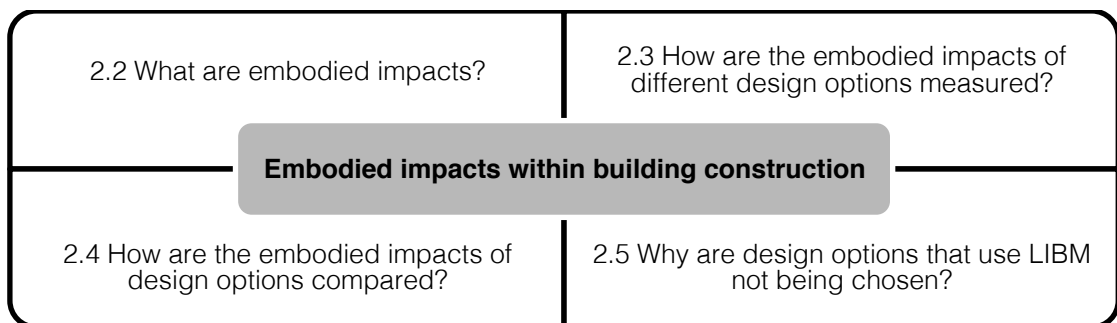 2.2 What are embodied impacts?
2.3 How are the embodied impacts of
different design options measured?
Embodied impacts within building construction
2.4 How are the embodied impacts of
design options compared?
2.5 Why are design options that use LIBM
not being chosen?